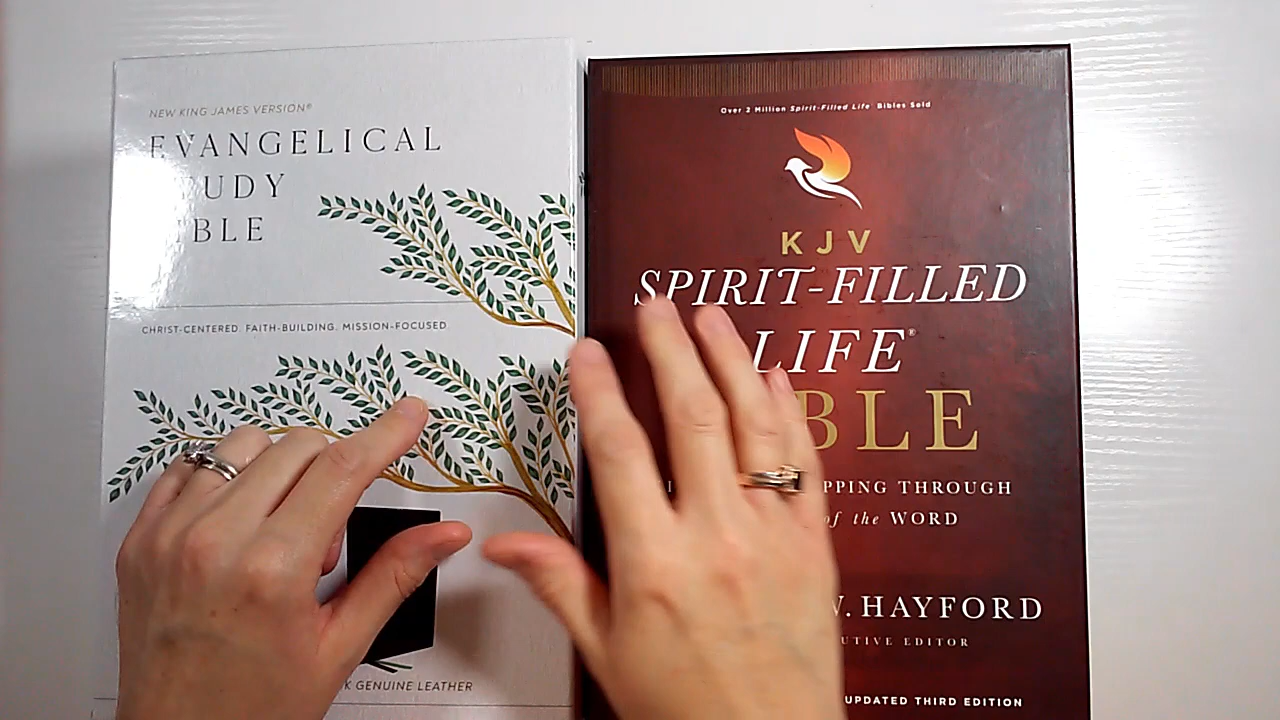 NEW KING JAMES VERSION®
EVANGELICAL
UDY
BLE
CHRIST-CENTERED. FAITH-BUILDING. MISSION-FOCUSED.
K GENUINE LEATHER
Over 2 Million Spirit-Filled Life® Bibles Sold
KJV
SPIRIT-FILLED
LIFE®
BLE
PPING THROUGH
of the WORD
W. HAYFORD
UTIVE EDITOR
UPDATED THIRD EDITION